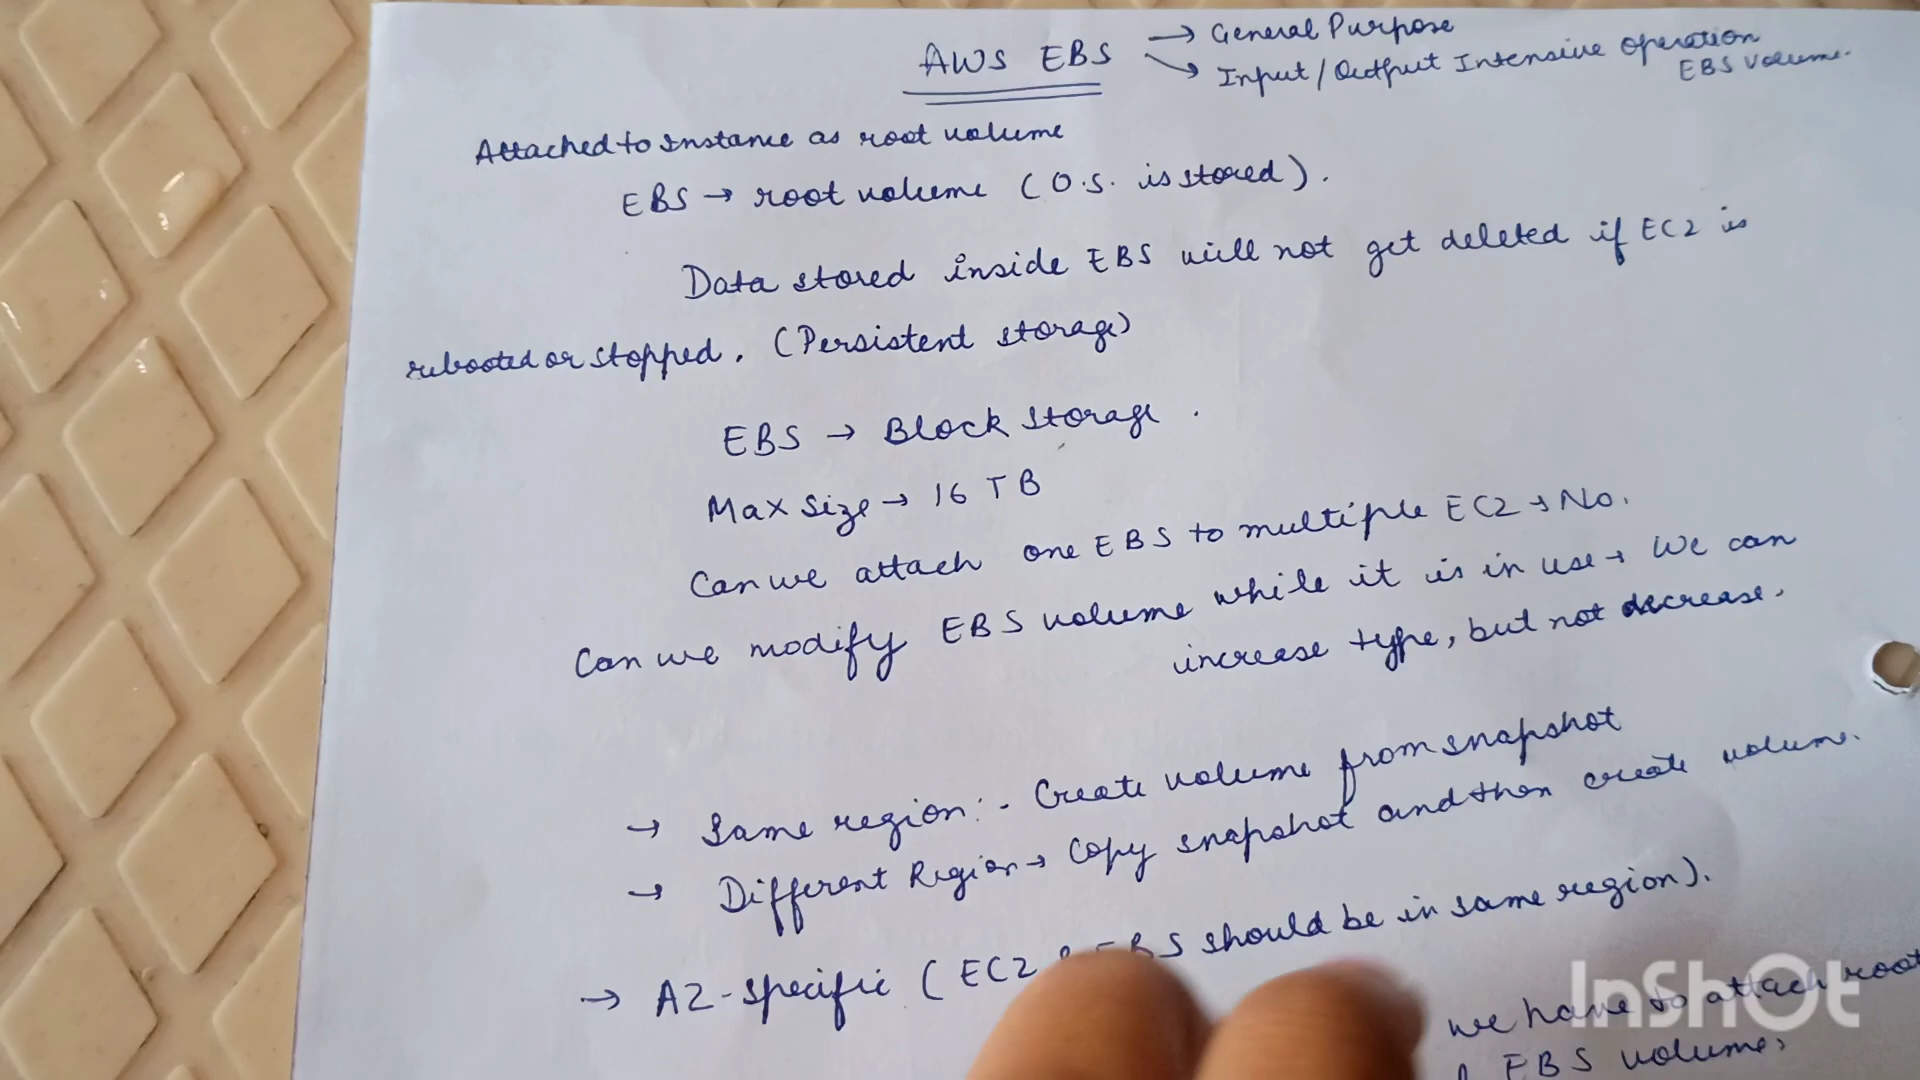 AWS EBS → General Purpose
→ Input/Output Intensive operation
EBS volume.
Attached to Instance as root volume
EBS → root volume (O.S. is stored).
Data stored inside EBS will not get deleted if EC2 is
rebooted or stopped. (Persistent storage)
EBS → Block Storage.
Max Size → 16 TB
Can we attach one EBS to multiple EC2 → No.
Can we modify EBS volume while it is in use → We can
increase type, but not decrease.
→ Same region:- Create volume from snapshot
→ Different Region → Copy snapshot and then create volume.
→ AZ-specific (EC2 & EBS should be in same region).
we have to attach root
EBS volume.
InShOt